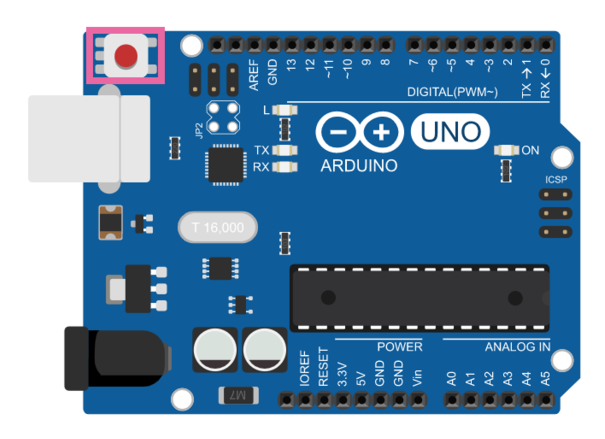 AREF
GND
13
12
~11
~10
9
8
7
~6
~5
4
~3
2
TX→1
RX←0
DIGITAL(PWM~)
JP2
L
TX
RX
UNO
ARDUINO
ON
ICSP
T 16,000
POWER
ANALOG IN
IOREF
RESET
3.3V
5V
GND
GND
Vin
A0
A1
A2
A3
A4
A5
M7